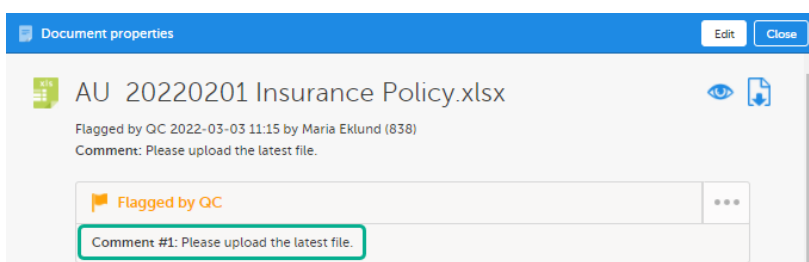 Document properties
Edit
Close
xls
AU 20220201 Insurance Policy.xlsx
Flagged by QC 2022-03-03 11:15 by Maria Eklund (838)
Comment: Please upload the latest file.
Flagged by QC
Comment #1: Please upload the latest file.